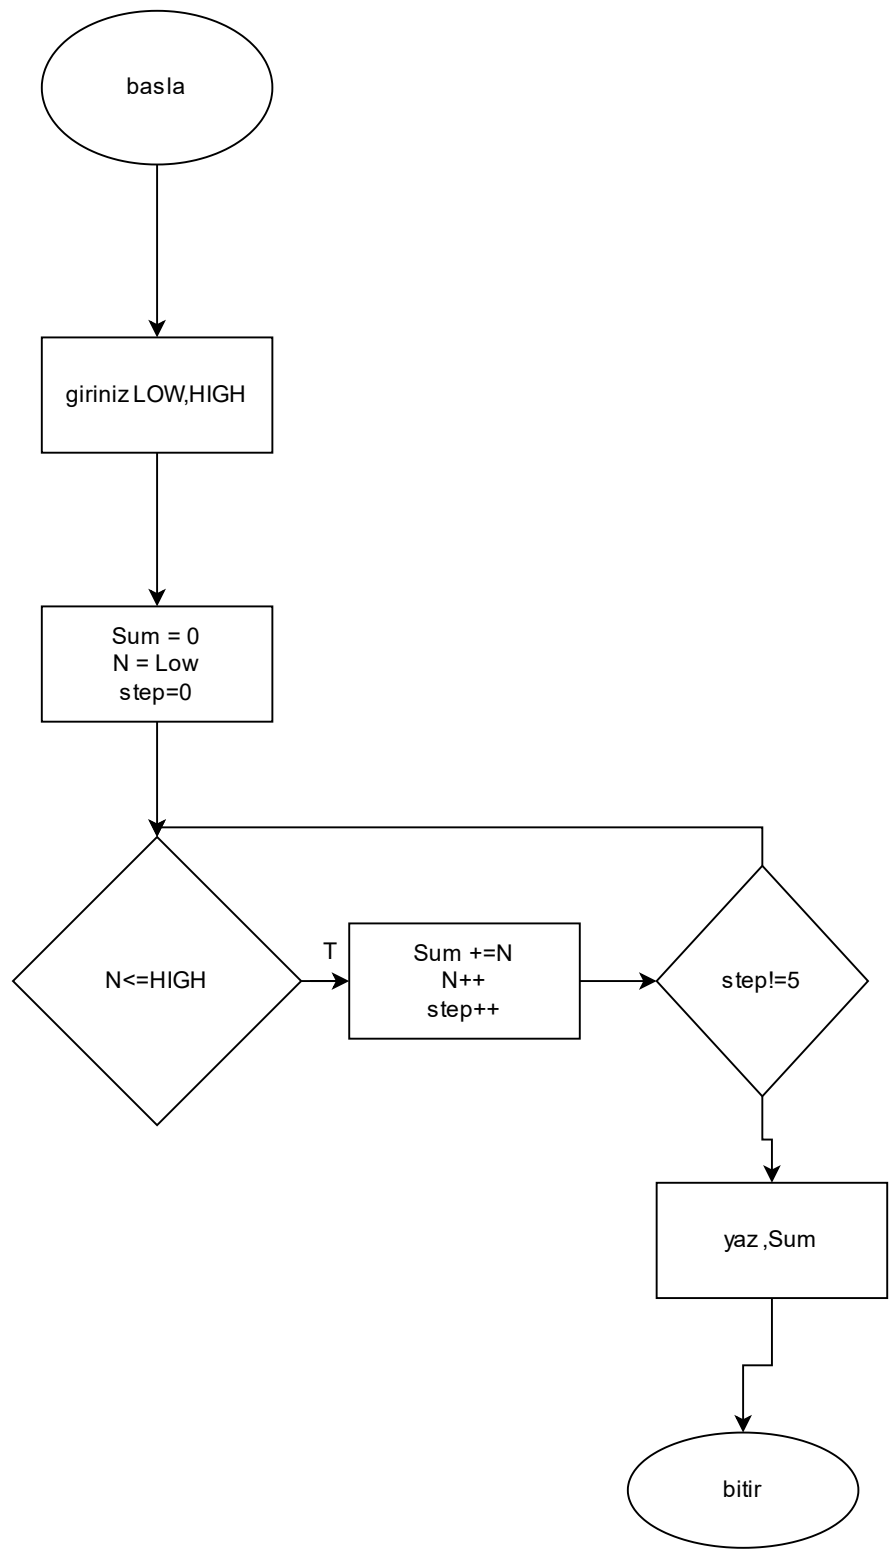 basla
giriniz LOW,HIGH
Sum = 0
N = Low
step=0
N<=HIGH
T
Sum +=N
N++
step++
step!=5
yaz ,Sum
bitir